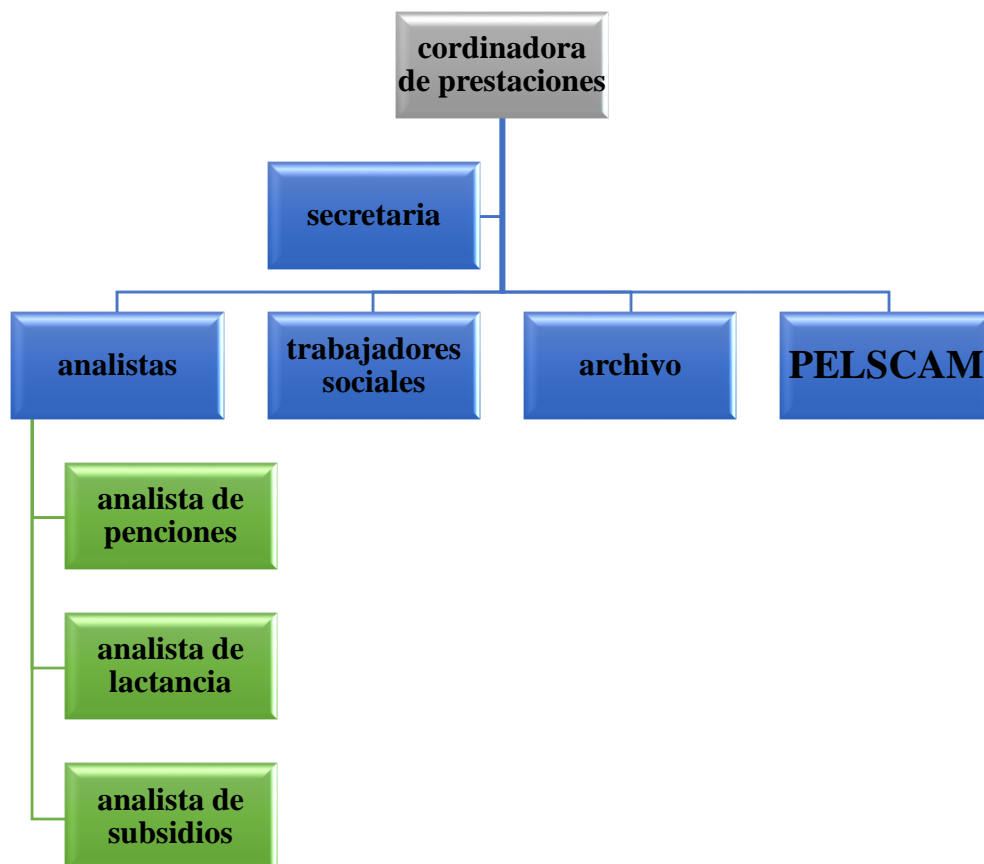 cordinadora
de prestaciones
secretaria
analistas
trabajadores
sociales
archivo
PELSCAM
analista de
penciones
analista de
lactancia
analista de
subsidios